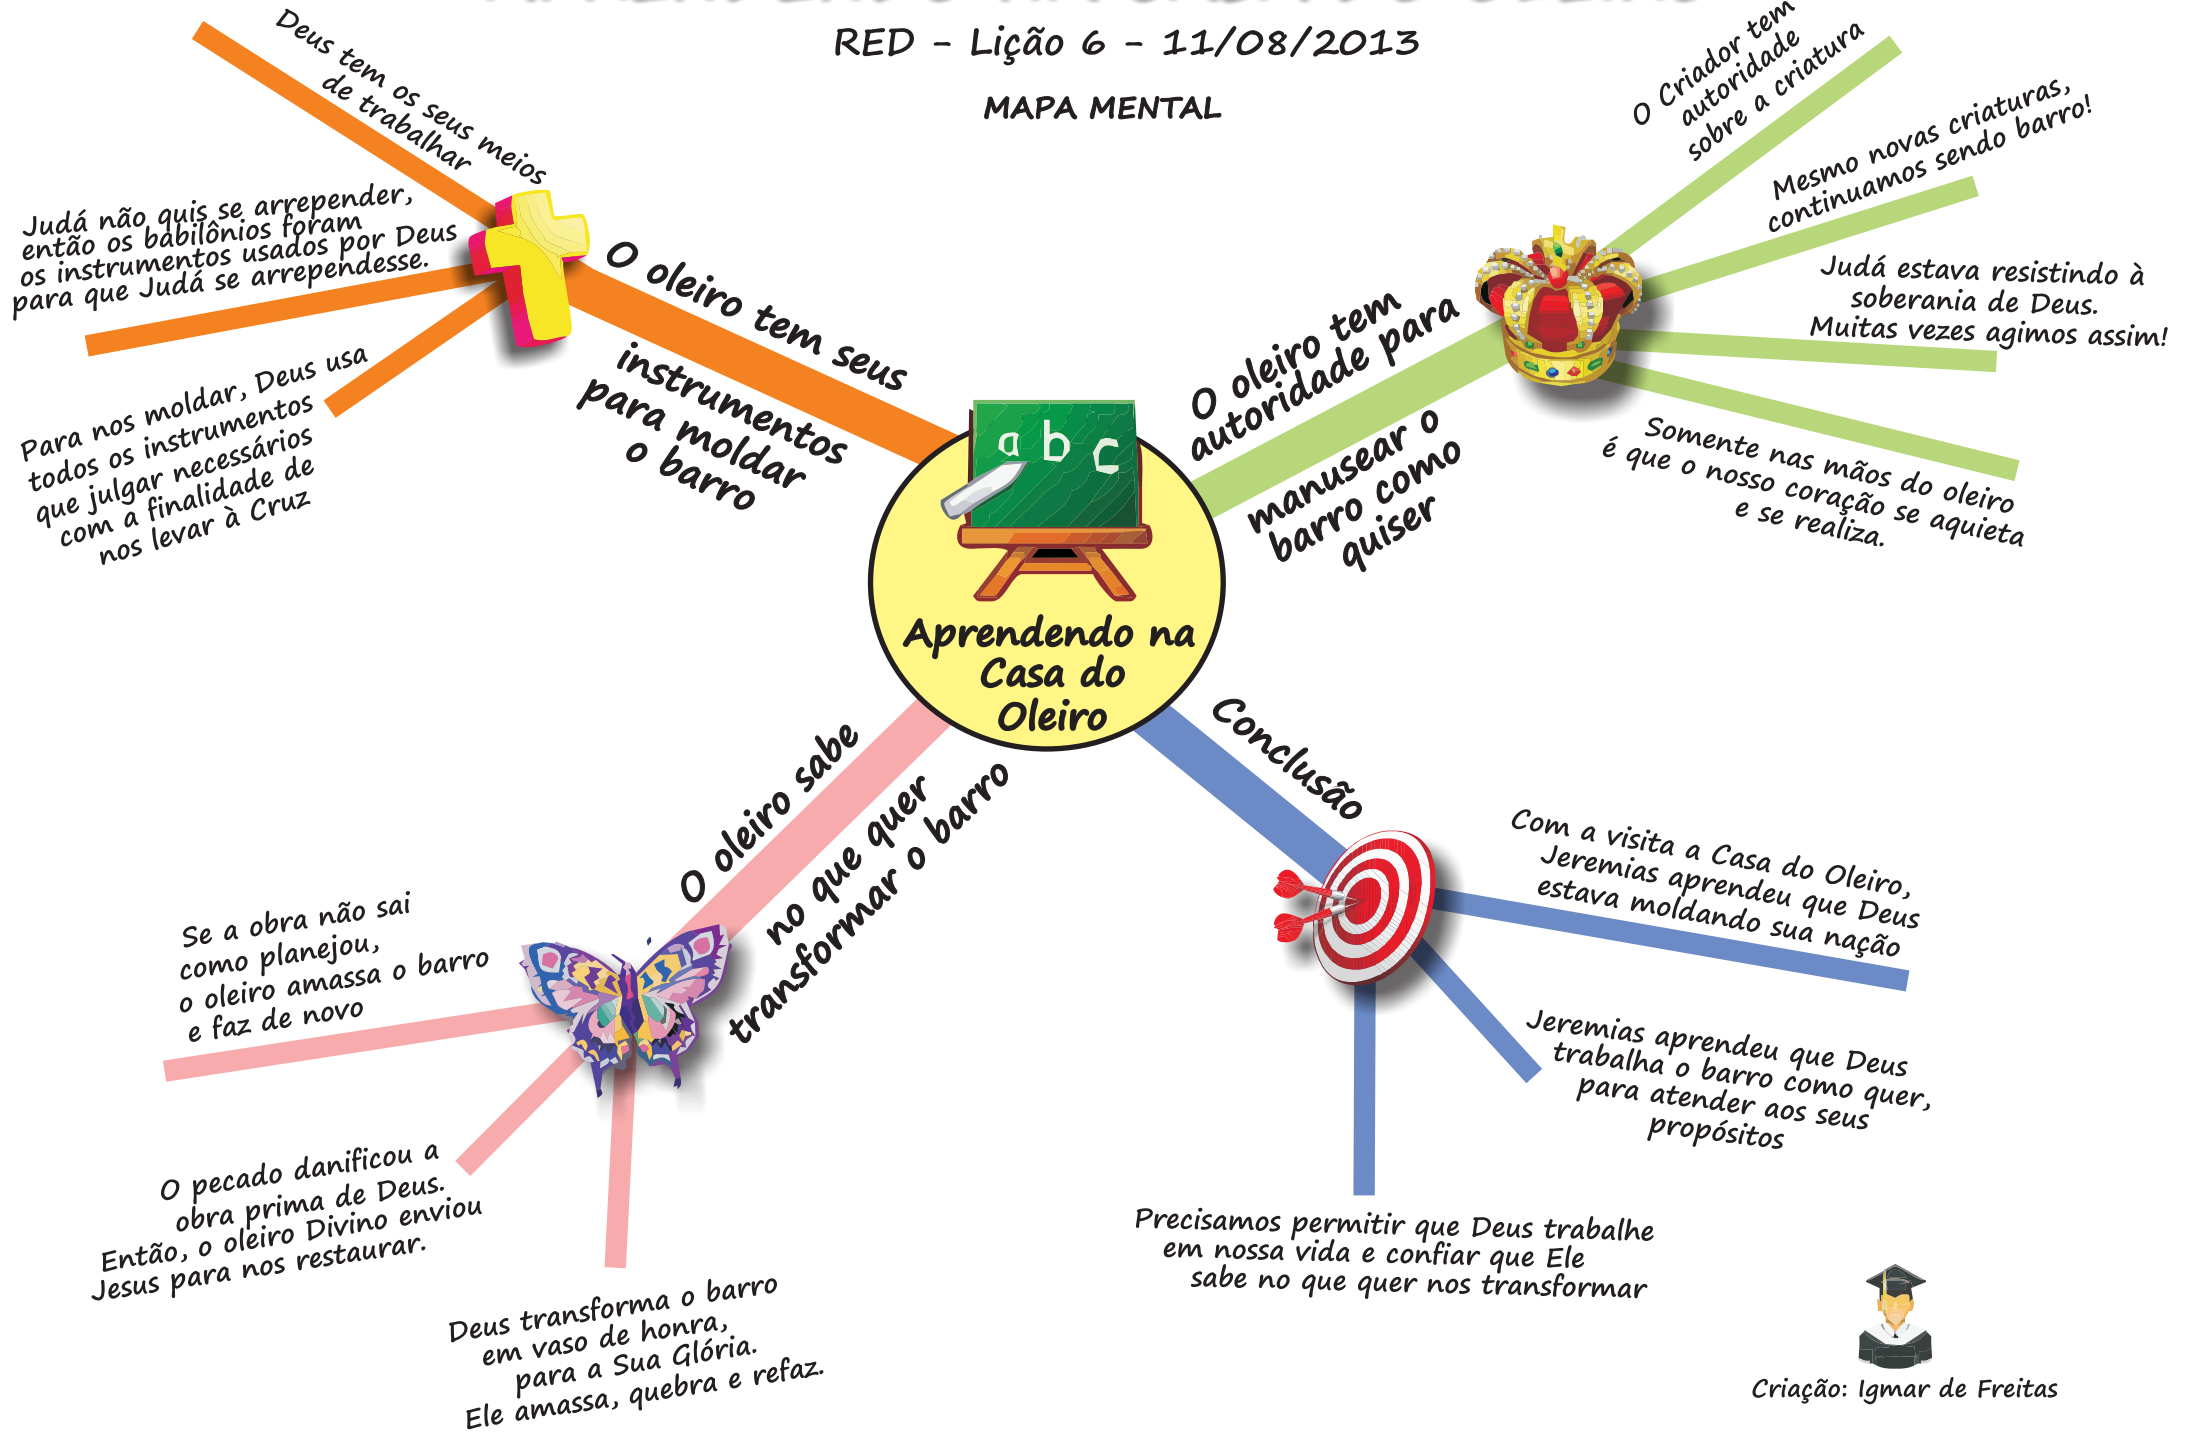 RED - Lição 6 - 11/08/2013
MAPA MENTAL
Deus tem os seus meios
de trabalhar
Judá não quis se arrepender,
então os babilônios foram
os instrumentos usados por Deus
para que Judá se arrependesse.
Para nos moldar, Deus usa
todos os instrumentos
que julgar necessários
com a finalidade de
nos levar à Cruz
O oleiro tem seus
instrumentos
para moldar
o barro
O oleiro tem
autoridade para
manusear o
barro como
quiser
O Criador tem
autoridade
sobre a criatura
Mesmo novas criaturas,
continuamos sendo barro!
Judá estava resistindo à
soberania de Deus.
Muitas vezes agimos assim!
Somente nas mãos do oleiro
é que o nosso coração se aquieta
e se realiza.
a b c
Aprendendo na
Casa do
Oleiro
O oleiro sabe
no que quer
transformar o barro
Se a obra não sai
como planejou,
o oleiro amassa o barro
e faz de novo
O pecado danificou a
obra prima de Deus.
Então, o oleiro Divino enviou
Jesus para nos restaurar.
Deus transforma o barro
em vaso de honra,
para a Sua Glória.
Ele amassa, quebra e refaz.
Conclusão
Com a visita a Casa do Oleiro,
Jeremias aprendeu que Deus
estava moldando sua nação
Jeremias aprendeu que Deus
trabalha o barro como quer,
para atender aos seus
propósitos
Precisamos permitir que Deus trabalhe
em nossa vida e confiar que Ele
sabe no que quer nos transformar
Criação: Igmar de Freitas